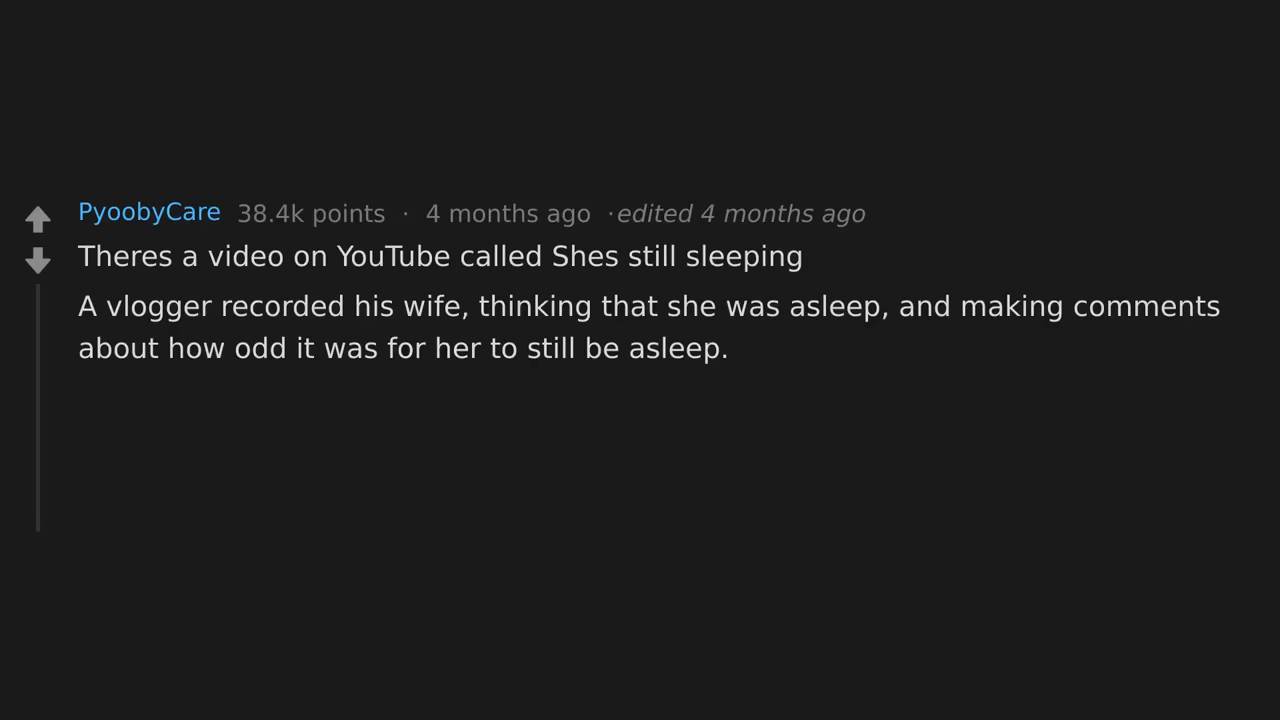 PyoobyCare 38.4k points · 4 months ago · edited 4 months ago
Theres a video on YouTube called Shes still sleeping
A vlogger recorded his wife, thinking that she was asleep, and making comments
about how odd it was for her to still be asleep.